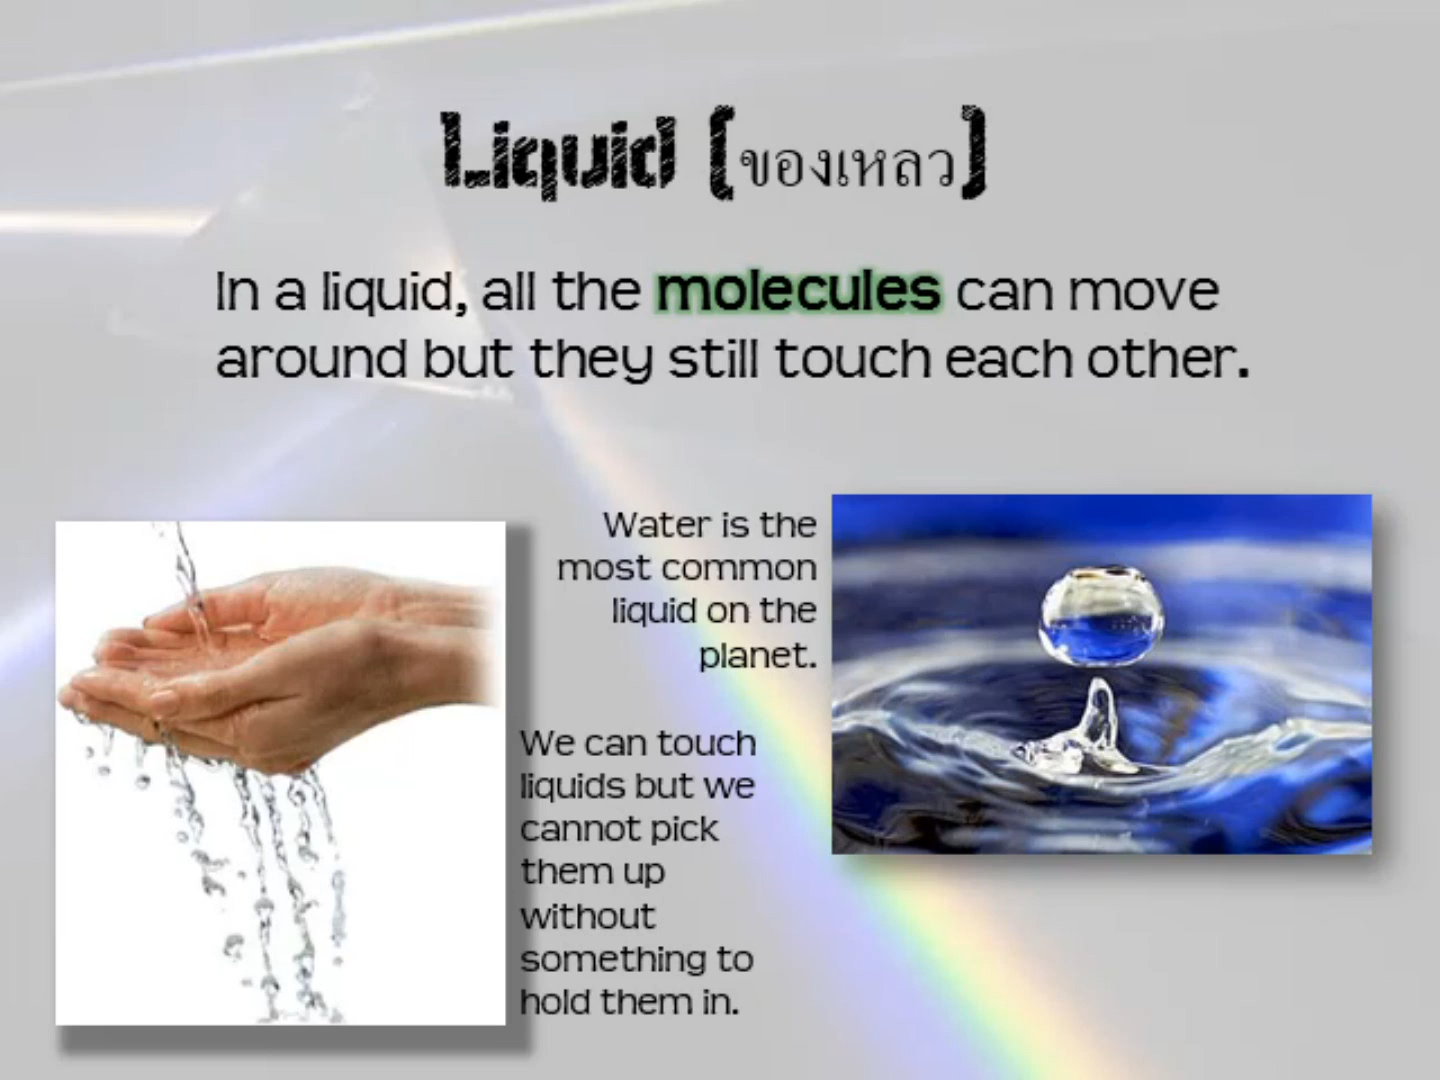 Liquid (ของเหลว)
In a liquid, all the molecules can move
around but they still touch each other.
Water is the
most common
liquid on the
planet.
We can touch
liquids but we
cannot pick
them up
without
something to
hold them in.